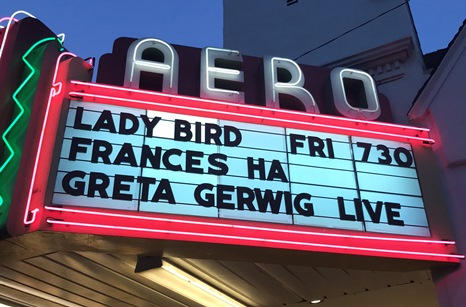 AERO
LADY BIRD FRI 730
FRANCES HA
GRETA GERWIG LIVE